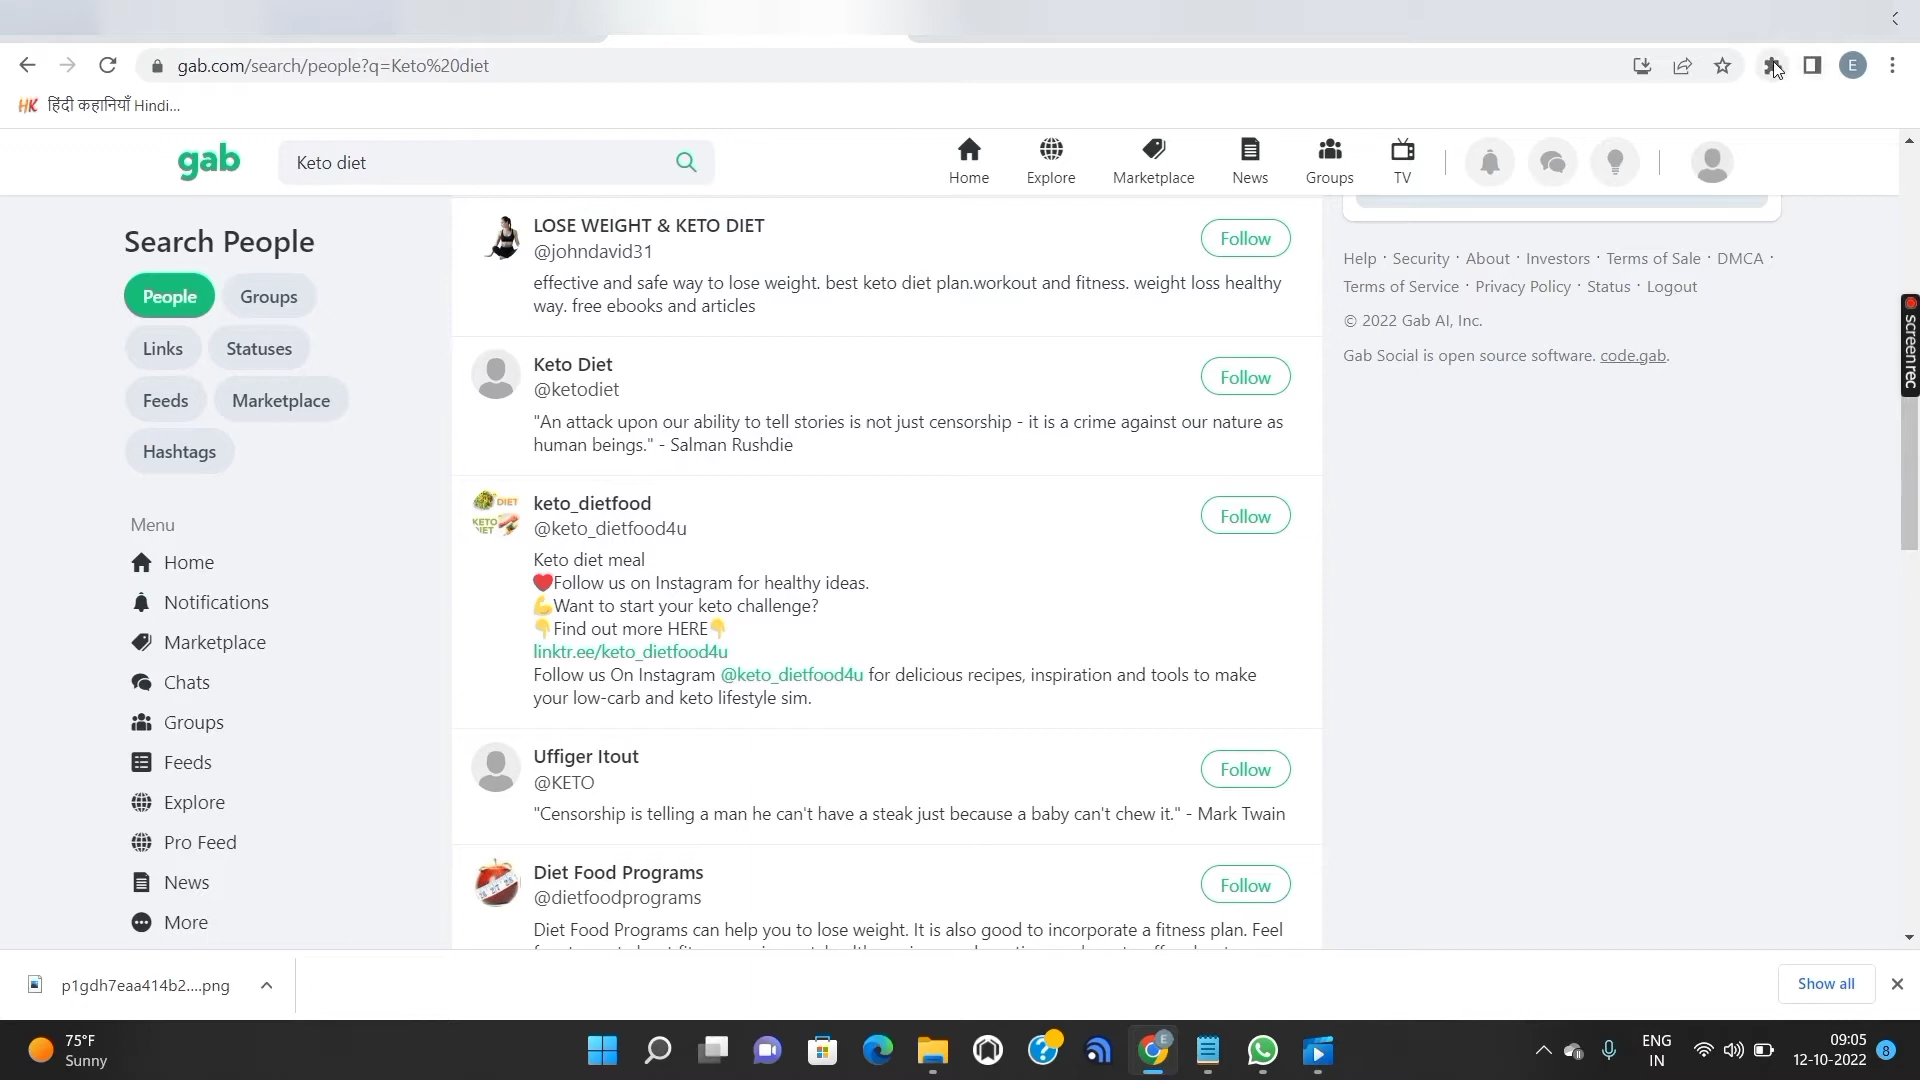 gab.com/search/people?q=Keto%20diet
E
HK हिंदी कहानियाँ Hindi...
gab
Keto diet
Home
Explore
Marketplace
News
Groups
TV
Search People
People
Groups
Links
Statuses
Feeds
Marketplace
Hashtags
Menu
Home
Notifications
Marketplace
Chats
Groups
Feeds
Explore
Pro Feed
News
More
LOSE WEIGHT & KETO DIET
@johndavid31
Follow
effective and safe way to lose weight. best keto diet plan.workout and fitness. weight loss healthy
way. free ebooks and articles
Keto Diet
@ketodiet
Follow
"An attack upon our ability to tell stories is not just censorship - it is a crime against our nature as
human beings." - Salman Rushdie
DIET
KETO
DIET
keto_dietfood
@keto_dietfood4u
Follow
Keto diet meal
❤️Follow us on Instagram for healthy ideas.
💪Want to start your keto challenge?
👇Find out more HERE👇
linktr.ee/keto_dietfood4u
Follow us On Instagram @keto_dietfood4u for delicious recipes, inspiration and tools to make
your low-carb and keto lifestyle sim.
Uffiger Itout
@KETO
Follow
"Censorship is telling a man he can't have a steak just because a baby can't chew it." - Mark Twain
Diet Food Programs
@dietfoodprograms
Follow
Diet Food Programs can help you to lose weight. It is also good to incorporate a fitness plan. Feel
Help · Security · About · Investors · Terms of Sale · DMCA ·
Terms of Service · Privacy Policy · Status · Logout
© 2022 Gab AI, Inc.
Gab Social is open source software. code.gab.
screenrec
p1gdh7eaa414b2....png
Show all
75°F
Sunny
E
ENG
IN
09:05
12-10-2022
8